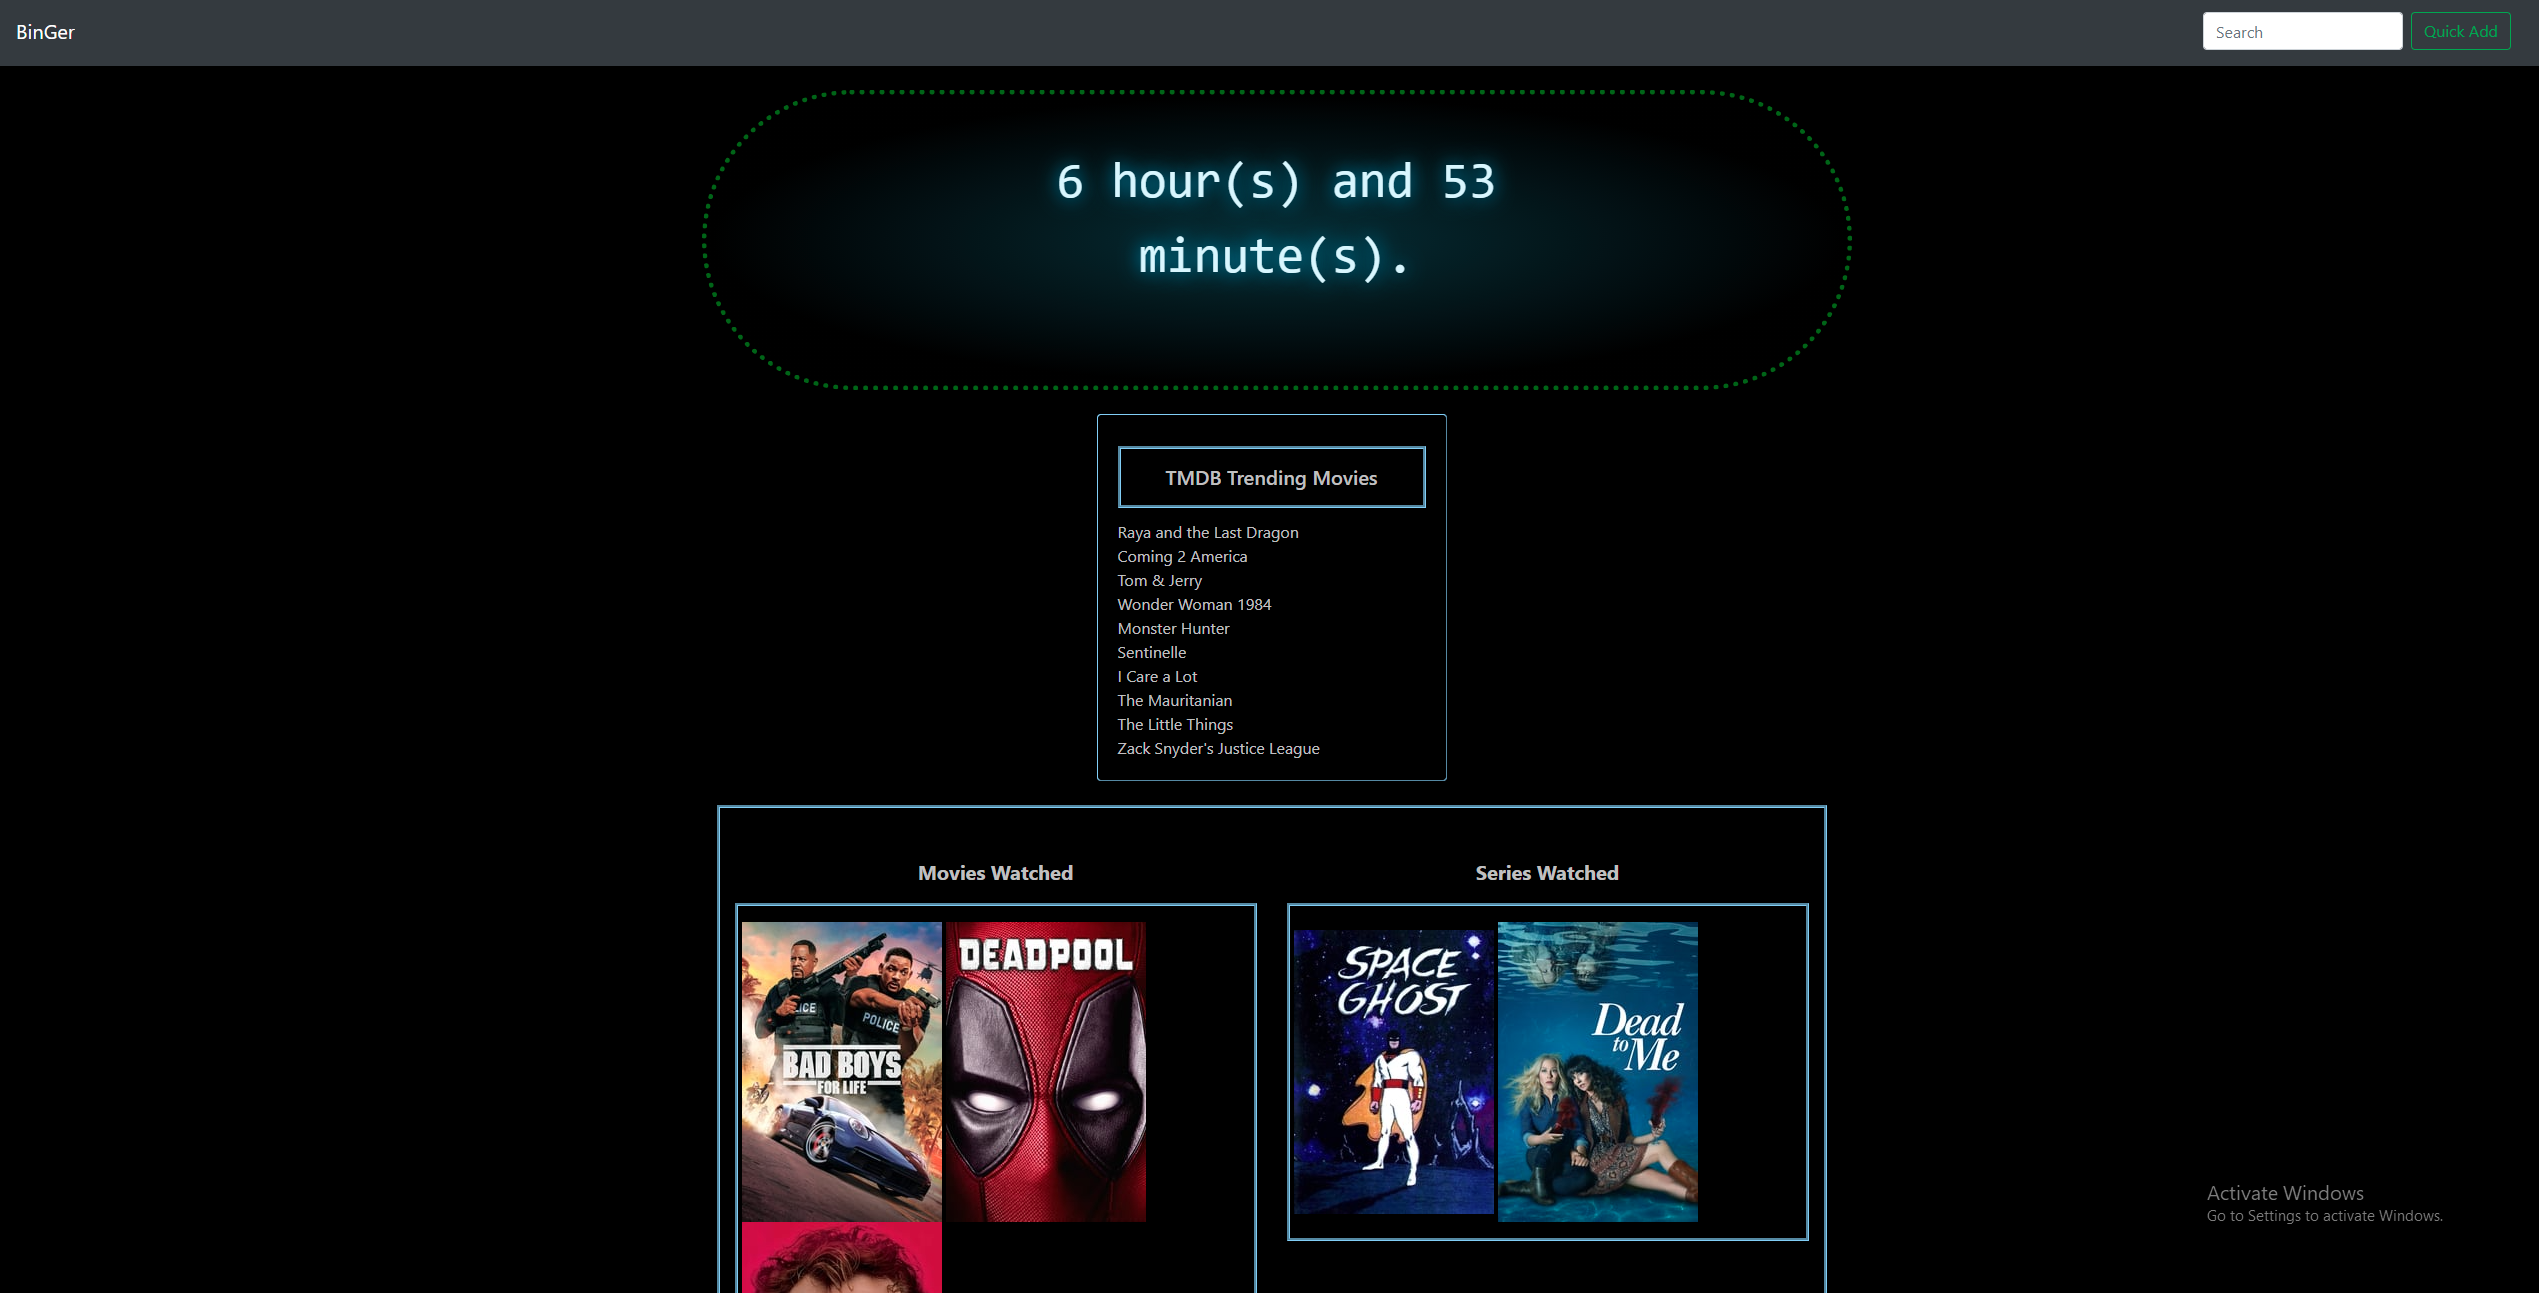 BinGer
Search
Quick Add
6 hour(s) and 53
minute(s).
TMDB Trending Movies
Raya and the Last Dragon
Coming 2 America
Tom & Jerry
Wonder Woman 1984
Monster Hunter
Sentinelle
I Care a Lot
The Mauritanian
The Little Things
Zack Snyder's Justice League
Movies Watched
Series Watched
POLICE
BAD BOYS
FOR LIFE
DEADPOOL
SPACE
GHOST
Dead
to Me
Activate Windows
Go to Settings to activate Windows.